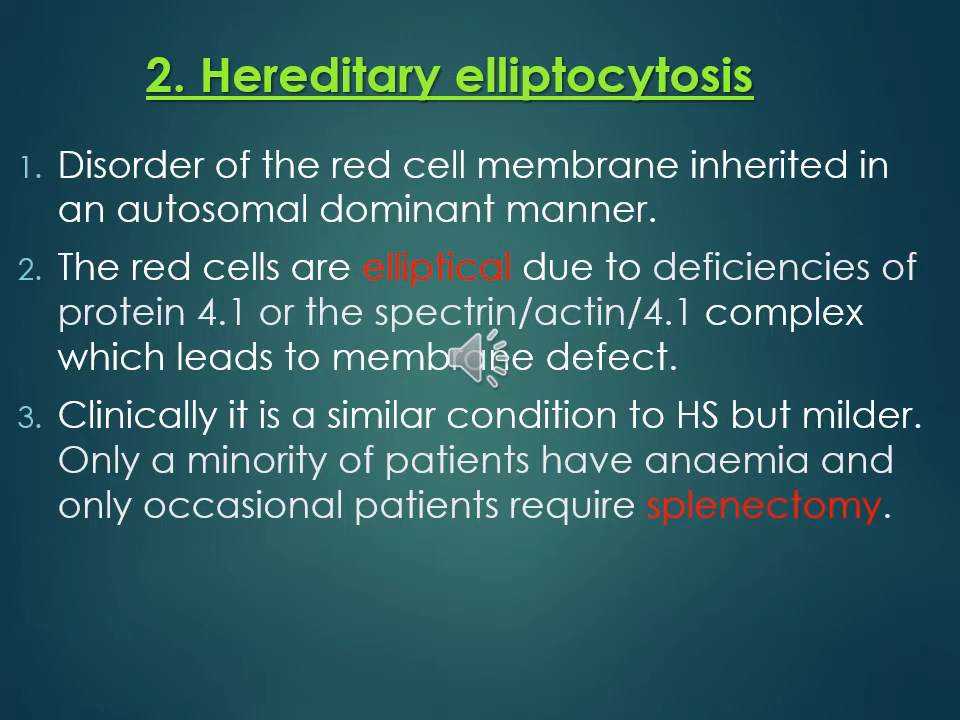 2. Hereditary elliptocytosis
1. Disorder of the red cell membrane inherited in
an autosomal dominant manner.
2. The red cells are elliptical due to deficiencies of
protein 4.1 or the spectrin/actin/4.1 complex
which leads to membrane defect.
3. Clinically it is a similar condition to HS but milder.
Only a minority of patients have anaemia and
only occasional patients require splenectomy.